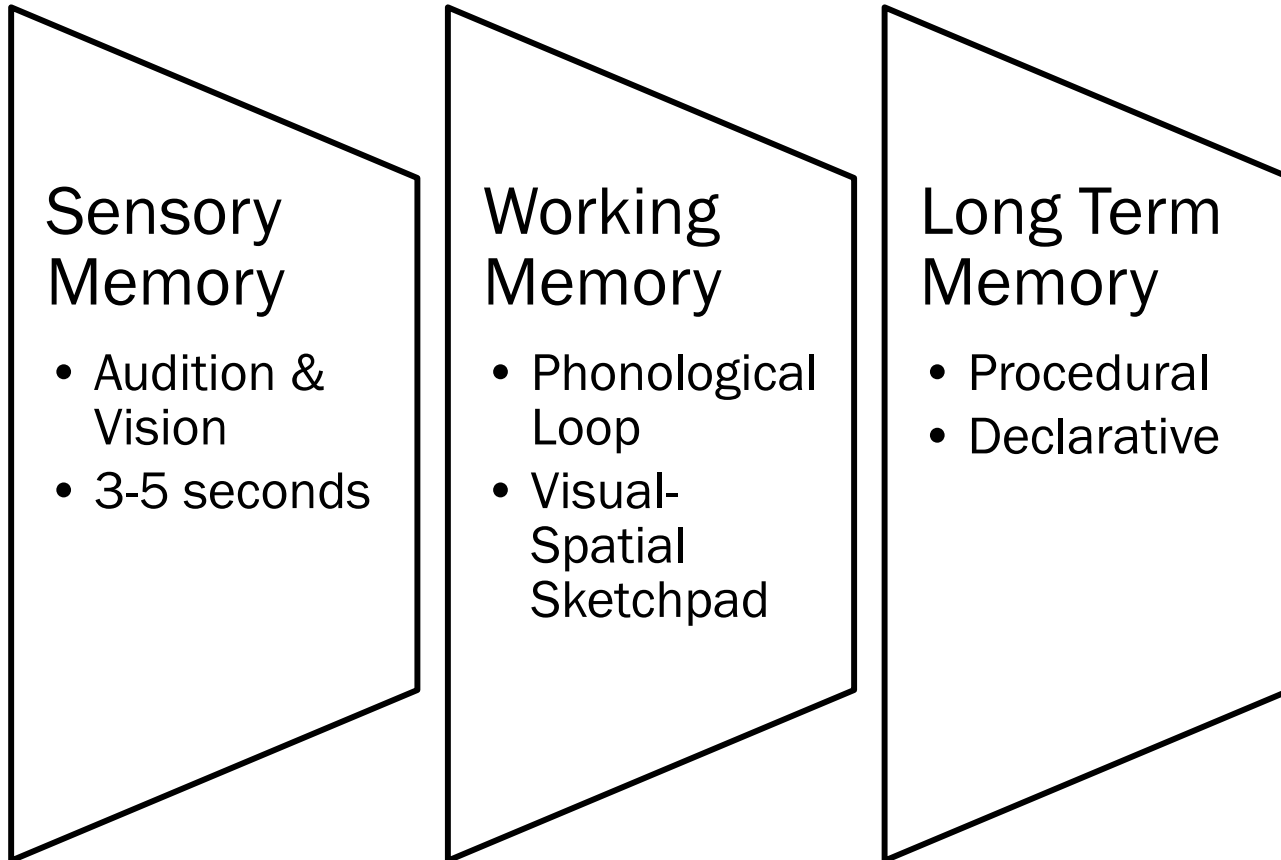 Sensory
Memory
• Audition &
Vision
• 3-5 seconds
Working
Memory
• Phonological
Loop
• Visual-
Spatial
Sketchpad
Long Term
Memory
• Procedural
• Declarative